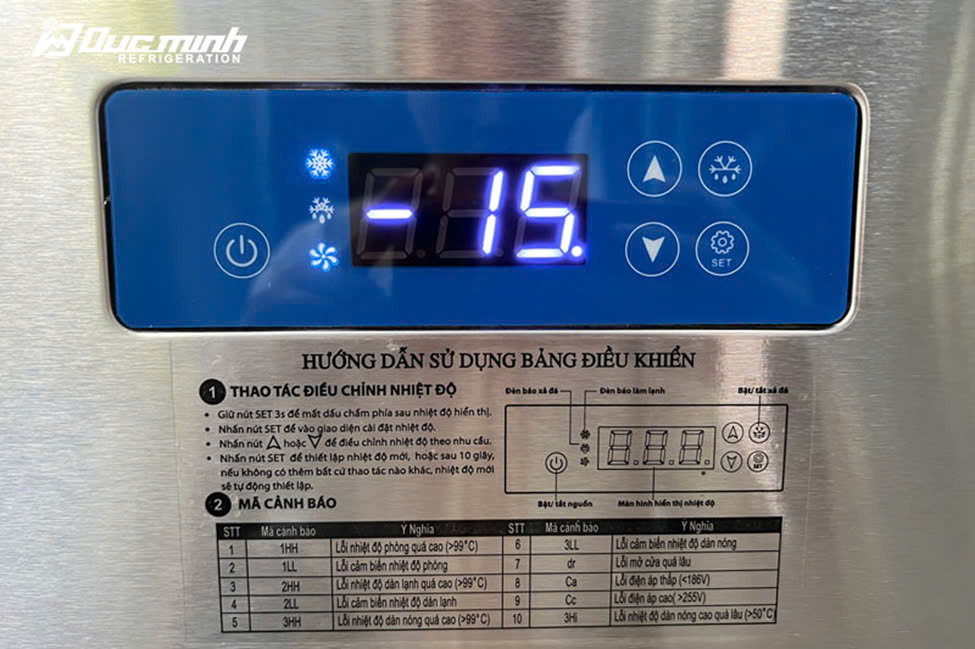 Duc minh
REFRIGERATION
-15.
SET
HƯỚNG DẪN SỬ DỤNG BẢNG ĐIỀU KHIỂN
1 THAO TÁC ĐIỀU CHỈNH NHIỆT ĐỘ
• Giữ nút SET 3s để mất dấu chấm phía sau nhiệt độ hiển thị.
• Nhấn nút SET để vào giao diện cài đặt nhiệt độ.
• Nhấn nút △ hoặc ▽ để điều chỉnh nhiệt độ theo nhu cầu.
• Nhấn nút SET để thiết lập nhiệt độ mới, hoặc sau 10 giây,
nếu không có thêm bất cứ thao tác nào khác, nhiệt độ mới
sẽ tự động thiết lập.
Đèn báo xả đá Đèn báo làm lạnh Bật/ tắt xả đá
8.8.8.
SET
Bật/ tắt nguồn Màn hình hiển thị nhiệt độ
2 MÃ CẢNH BÁO
STT Mã cảnh báo Ý Nghĩa STT Mã cảnh báo Ý Nghĩa
1 1HH Lỗi nhiệt độ phòng quá cao (>99°C) 6 3LL Lỗi cảm biến nhiệt độ dàn nóng
2 1LL Lỗi cảm biến nhiệt độ phòng 7 dr Lỗi mở cửa quá lâu
3 2HH Lỗi nhiệt độ dàn lạnh quá cao (>99°C) 8 Ca Lỗi điện áp thấp (<186V)
4 2LL Lỗi cảm biến nhiệt độ dàn lạnh 9 Cc Lỗi điện áp cao( >255V)
5 3HH Lỗi nhiệt độ dàn nóng quá cao (>99°C) 10 3Hi Lỗi nhiệt độ dàn nóng cao quá lâu (>50°C)